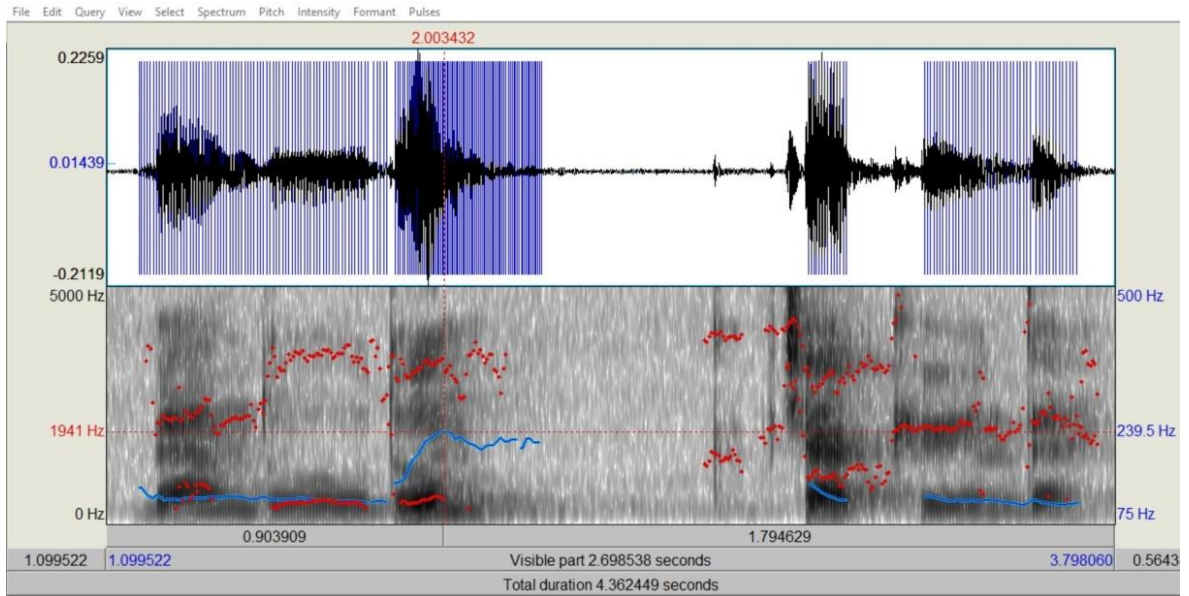 File Edit Query View Select Spectrum Pitch Intensity Formant Pulses
2.003432
0.2259
0.01439
-0.2119
5000 Hz 500 Hz
1941 Hz 239.5 Hz
0 Hz 75 Hz
0.903909 1.794629
1.099522 1.099522 Visible part 2.698538 seconds 3.798060 0.5643
Total duration 4.362449 seconds